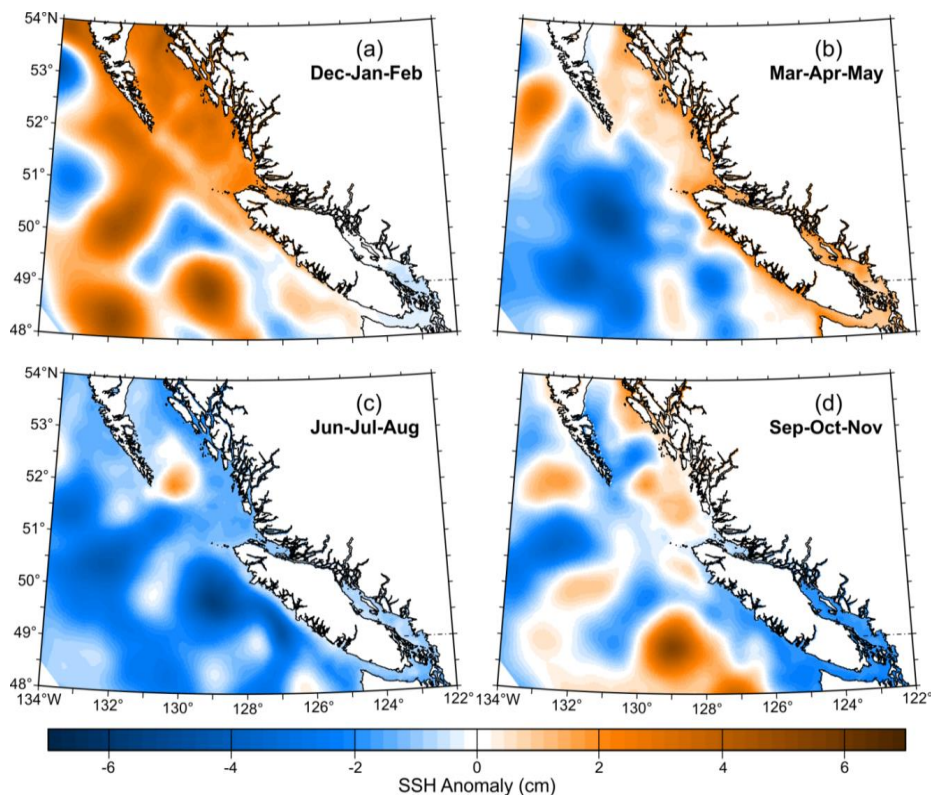 54°N
(a)
Dec-Jan-Feb
(b)
Mar-Apr-May
53°
52°
51°
50°
49°
48°
54°N
(c)
Jun-Jul-Aug
(d)
Sep-Oct-Nov
53°
52°
51°
50°
49°
48°
134°W 132 130 128 126 124 122 134°W 132 130 128 126 124 122
-6 -4 -2 0 2 4 6
SSH Anomaly (cm)